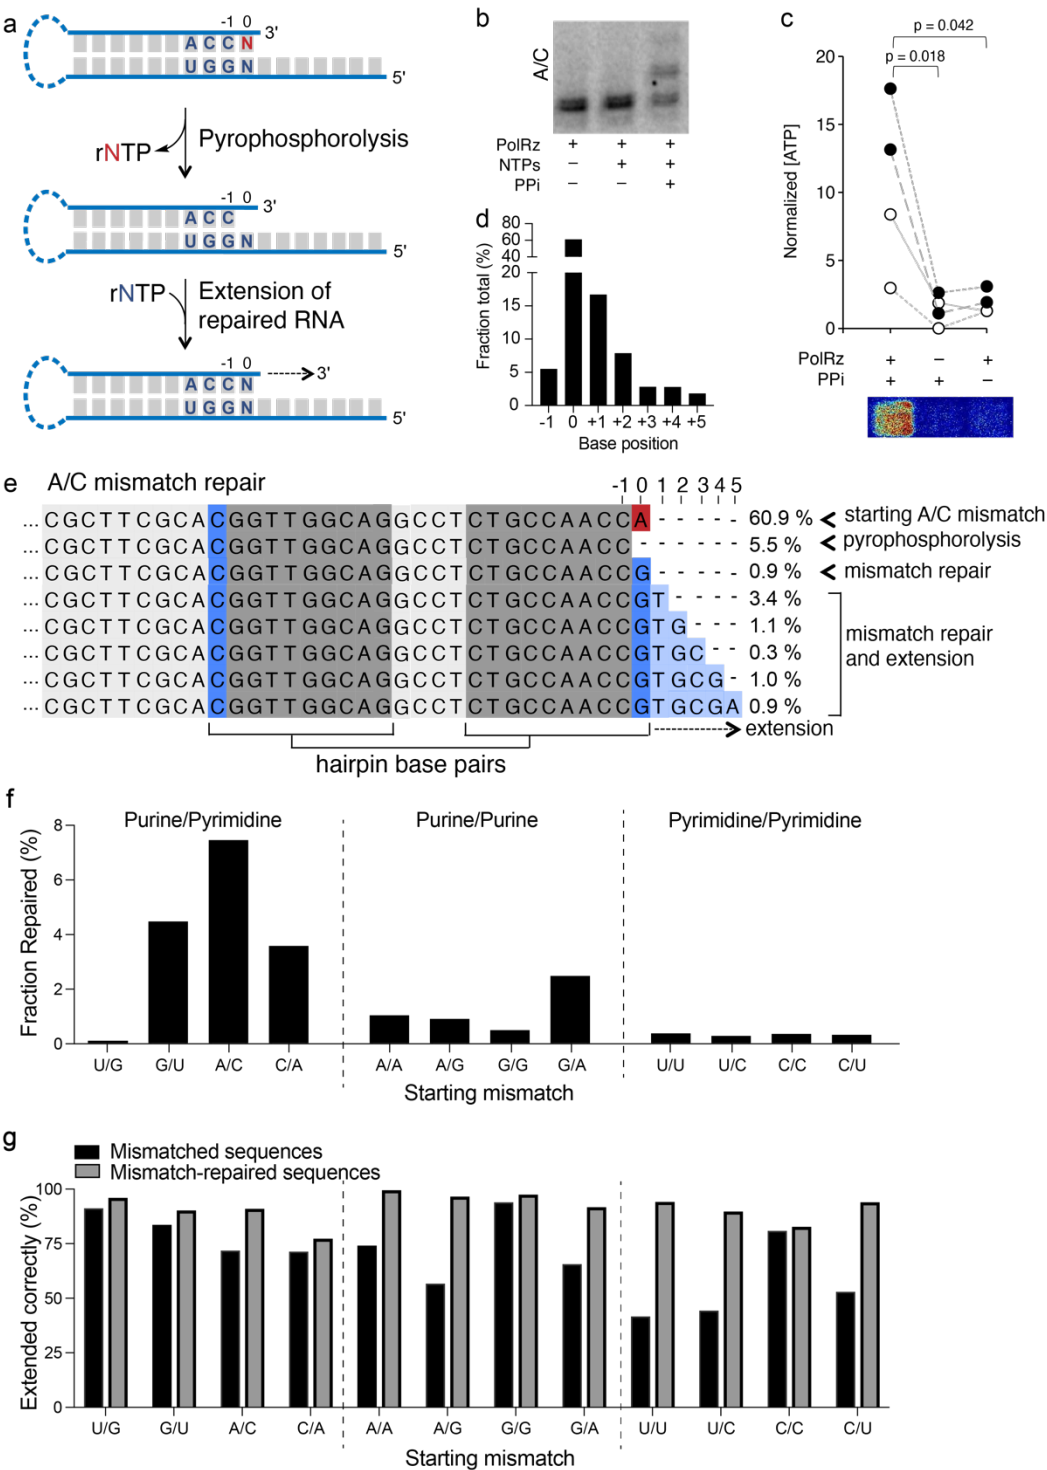 a
-1 0
3'
A C C N
U G G N
5'
Pyrophosphorolysis
rNTP
-1 0
3'
A C C
U G G N
5'
rNTP
Extension of
repaired RNA
-1 0
A C C N
3'
U G G N
5'
b
A/C
PolRz + + +
NTPs − + +
PPi − − +
c
p = 0.042
p = 0.018
20
15
10
5
0
Normalized [ATP]
PolRz + − +
PPi + + −
d
80
60
40
20
15
10
5
0
Fraction total (%)
-1 0 +1 +2 +3 +4 +5
Base position
e A/C mismatch repair
-1 0 1 2 3 4 5
...CGCTTCGCACGGTTGGCAGGCCTCTGCCAACCA----- 60.9 % starting A/C mismatch
...CGCTTCGCACGGTTGGCAGGCCTCTGCCAACC------ 5.5 % pyrophosphorolysis
...CGCTTCGCACGGTTGGCAGGCCTCTGCCAACCG----- 0.9 % mismatch repair
...CGCTTCGCACGGTTGGCAGGCCTCTGCCAACCGT---- 3.4 %
...CGCTTCGCACGGTTGGCAGGCCTCTGCCAACCGTG--- 1.1 %
...CGCTTCGCACGGTTGGCAGGCCTCTGCCAACCGTGC-- 0.3 %
...CGCTTCGCACGGTTGGCAGGCCTCTGCCAACCGTGCG- 1.0 %
...CGCTTCGCACGGTTGGCAGGCCTCTGCCAACCGTGCGA 0.9 %
mismatch repair
and extension
extension
hairpin base pairs
f
Purine/Pyrimidine Purine/Purine Pyrimidine/Pyrimidine
8
6
4
2
0
Fraction Repaired (%)
U/G G/U A/C C/A A/A A/G G/G G/A U/U U/C C/C C/U
Starting mismatch
g
Mismatched sequences
Mismatch-repaired sequences
100
75
50
25
0
Extended correctly (%)
U/G G/U A/C C/A A/A A/G G/G G/A U/U U/C C/C C/U
Starting mismatch